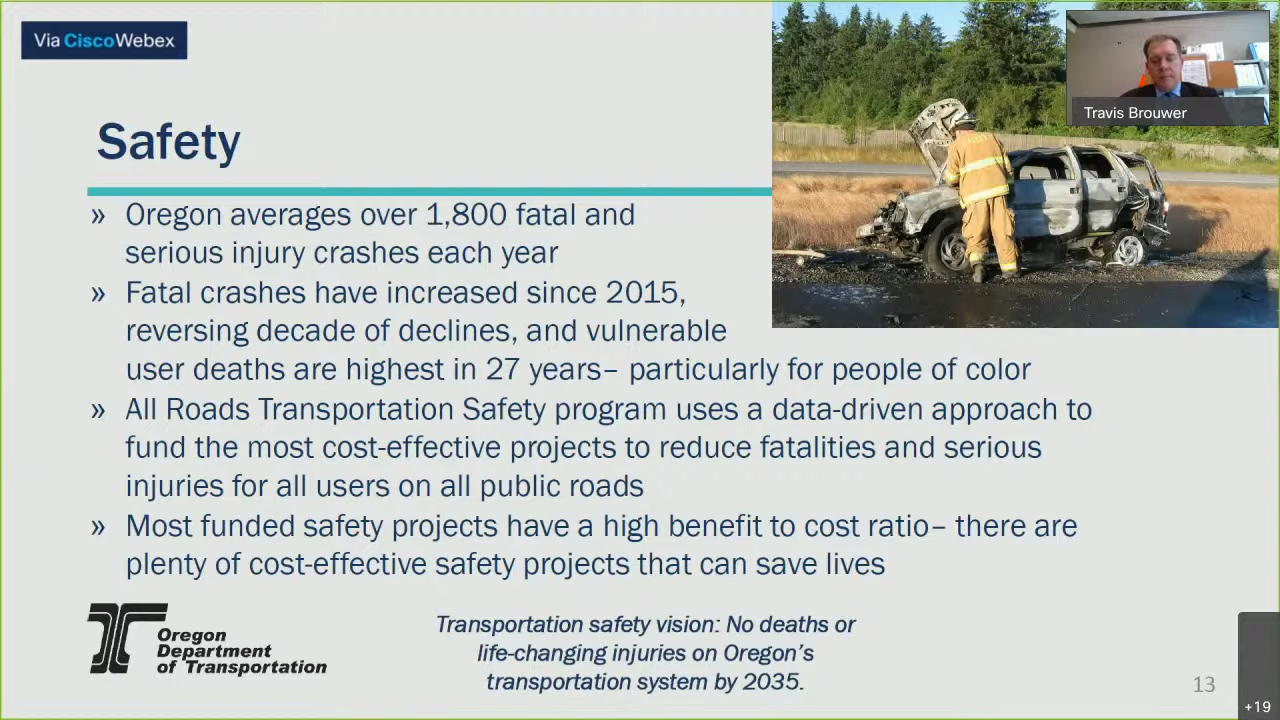 Via CiscoWebex
Travis Brouwer
Safety
» Oregon averages over 1,800 fatal and
serious injury crashes each year
» Fatal crashes have increased since 2015,
reversing decade of declines, and vulnerable
user deaths are highest in 27 years– particularly for people of color
» All Roads Transportation Safety program uses a data-driven approach to
fund the most cost-effective projects to reduce fatalities and serious
injuries for all users on all public roads
» Most funded safety projects have a high benefit to cost ratio– there are
plenty of cost-effective safety projects that can save lives
Oregon
Department
of Transportation
Transportation safety vision: No deaths or
life-changing injuries on Oregon's
transportation system by 2035.
13
+19